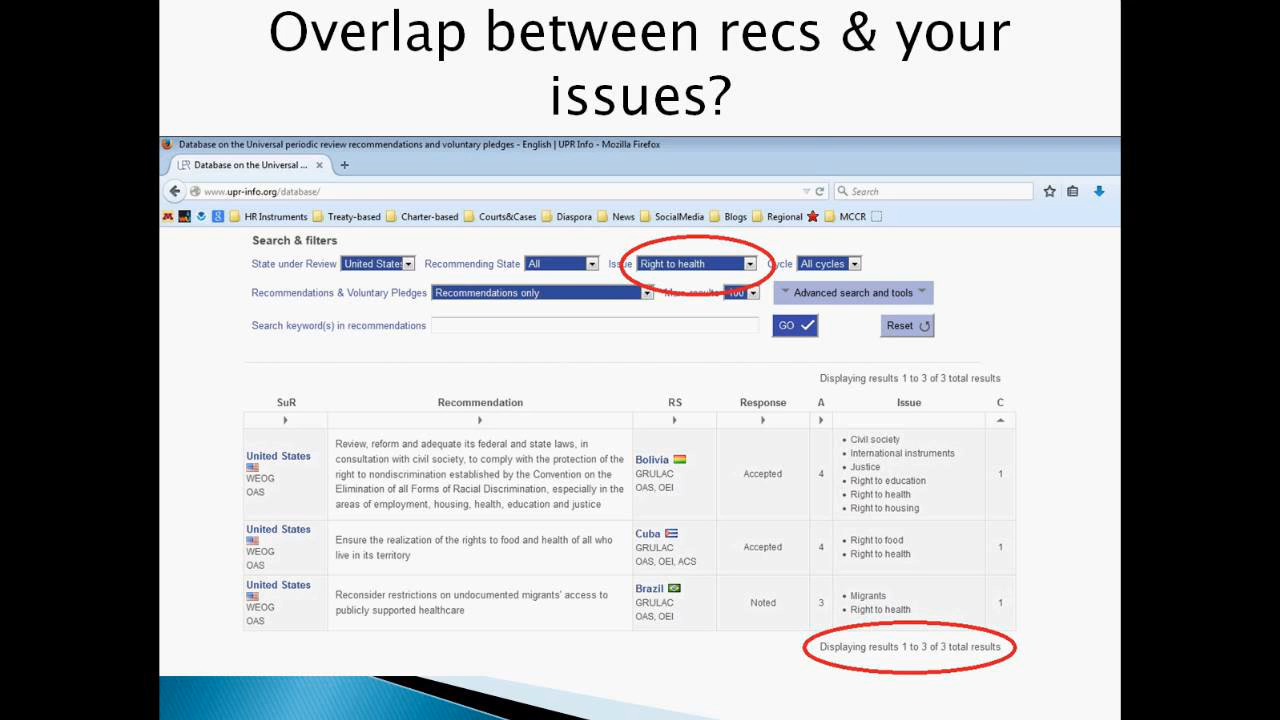 Overlap between recs & your
issues?
Database on the Universal periodic review recommendations and voluntary pledges - English | UPR Info - Mozilla Firefox
UPR Database on the Universal ... × +
www.upr-info.org/database/ Search
HR Instruments Treaty-based Charter-based Courts&Cases Diaspora News SocialMedia Blogs Regional MCCR
Search & filters
State under Review United States Recommending State All Issue Right to health Cycle All cycles
Recommendations & Voluntary Pledges Recommendations only Max results 100 Advanced search and tools
Search keyword(s) in recommendations GO Reset
Displaying results 1 to 3 of 3 total results
SuR Recommendation RS Response A Issue C
United States
WEOG
OAS
Review, reform and adequate its federal and state laws, in
consultation with civil society, to comply with the protection of the
right to nondiscrimination established by the Convention on the
Elimination of all Forms of Racial Discrimination, especially in the
areas of employment, housing, health, education and justice
Bolivia
GRULAC
OAS, OEI
Accepted
4
• Civil society
• International instruments
• Justice
• Right to education
• Right to health
• Right to housing
1
United States
WEOG
OAS
Ensure the realization of the rights to food and health of all who
live in its territory
Cuba
GRULAC
OAS, OEI, ACS
Accepted
4
• Right to food
• Right to health
1
United States
WEOG
OAS
Reconsider restrictions on undocumented migrants' access to
publicly supported healthcare
Brazil
GRULAC
OAS, OEI
Noted
3
• Migrants
• Right to health
1
Displaying results 1 to 3 of 3 total results